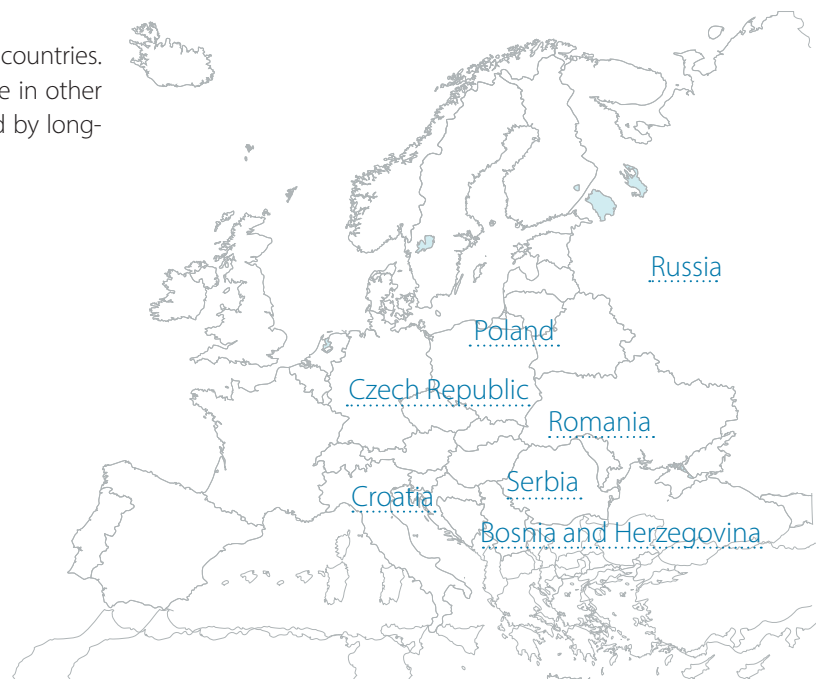 countries.
e in other
d by long-
Russia
Poland
Czech Republic
Romania
Serbia
Croatia
Bosnia and Herzegovina